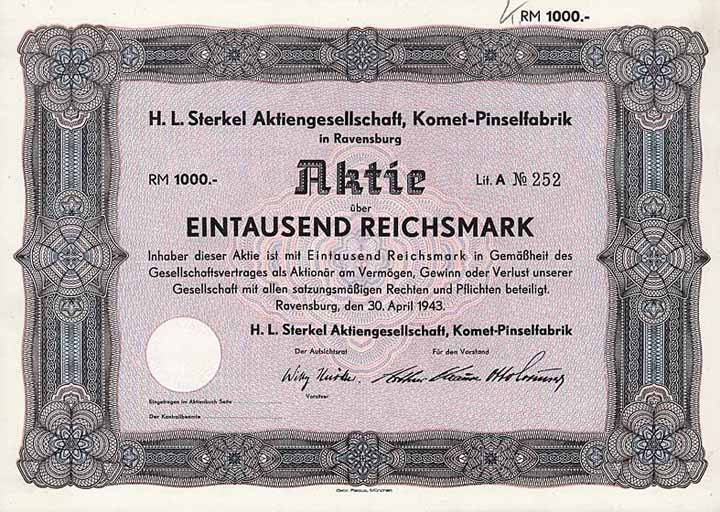 RM 1000.-
H. L. Sterkel Aktiengesellschaft, Komet-Pinselfabrik
in Ravensburg
RM 1000.- Aktie Lit. A № 252
über
EINTAUSEND REICHSMARK
Inhaber dieser Aktie ist mit Eintausend Reichsmark in Gemäßheit des
Gesellschaftsvertrages als Aktionär am Vermögen, Gewinn oder Verlust unserer
Gesellschaft mit allen satzungsmäßigen Rechten und Pflichten beteiligt.
Ravensburg, den 30. April 1943.
H. L. Sterkel Aktiengesellschaft, Komet-Pinselfabrik
Der Aufsichtsrat Für den Vorstand
Vorsitzer
Eingetragen im Aktienbuch Seite
Der Kontrollbeamte
München